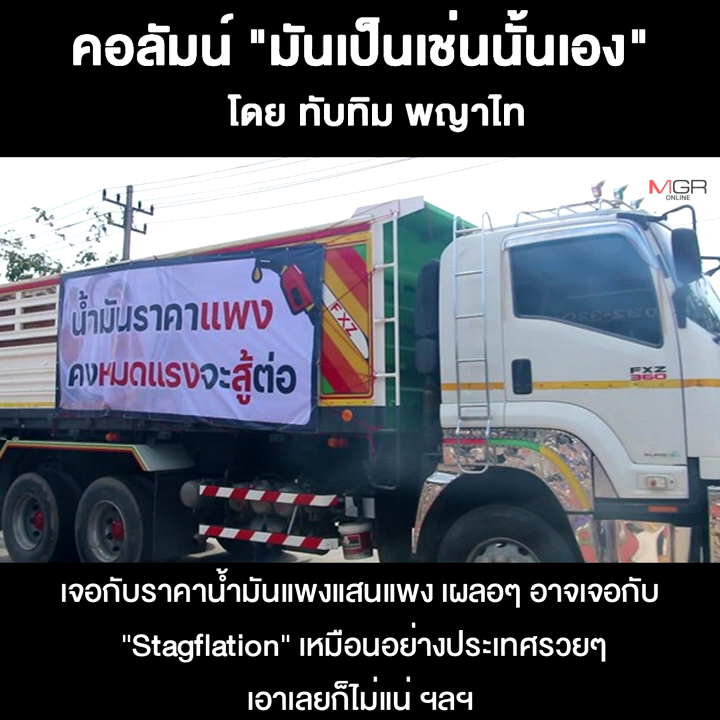 คอลัมน์ "มันเป็นเช่นนั้นเอง"
โดย ทับทิม พญาไท
MGR
ONLINE
น้ำมันราคาแพง
คงหมดแรงจะสู้ต่อ
FXZ
FXZ
360
เจอกับราคาน้ำมันแพงแสนแพง เผลอๆ อาจเจอกับ
"Stagflation" เหมือนอย่างประเทศรวยๆ
เอาเลยก็ไม่แน่ ฯลฯ